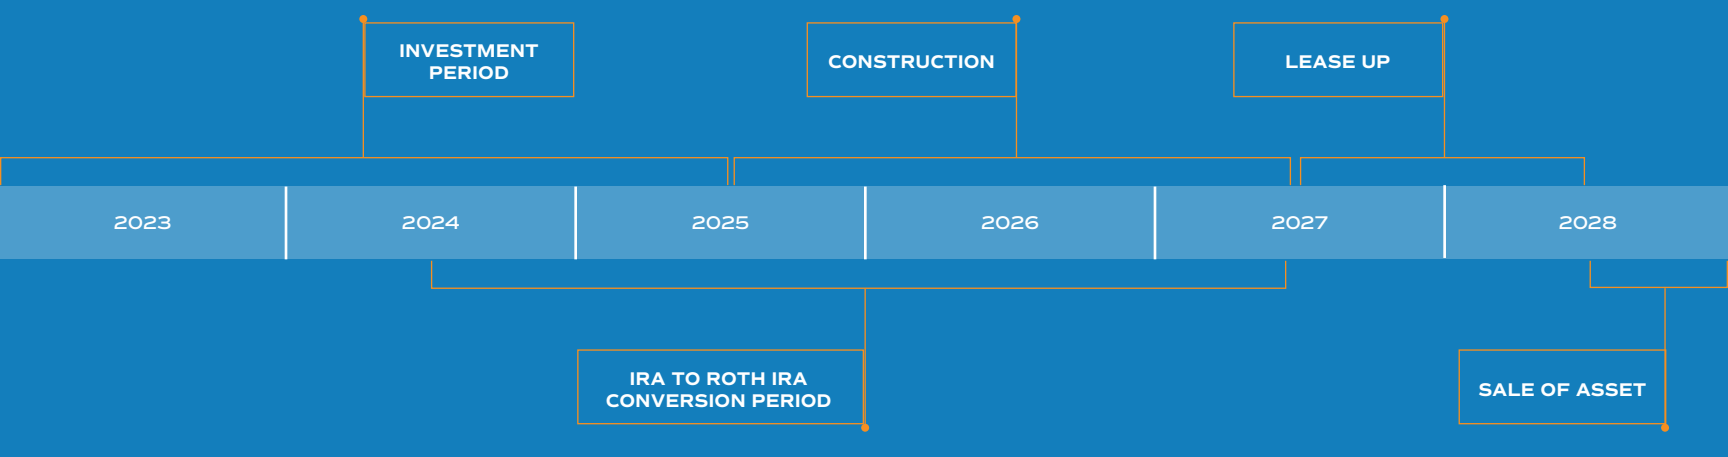 INVESTMENT
PERIOD
CONSTRUCTION
LEASE UP
2023
2024
2025
2026
2027
2028
IRA TO ROTH IRA
CONVERSION PERIOD
SALE OF ASSET